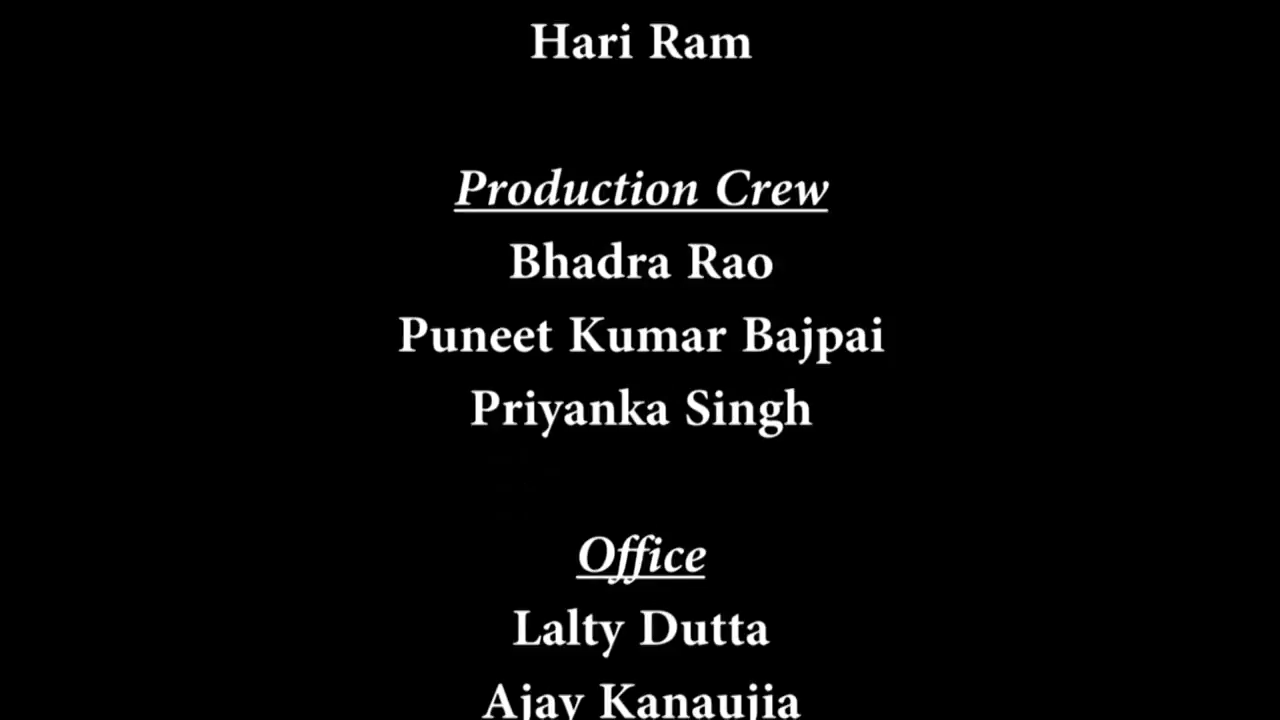 Hari Ram
Production Crew
Bhadra Rao
Puneet Kumar Bajpai
Priyanka Singh
Office
Lalty Dutta
Ajay Kanaujia